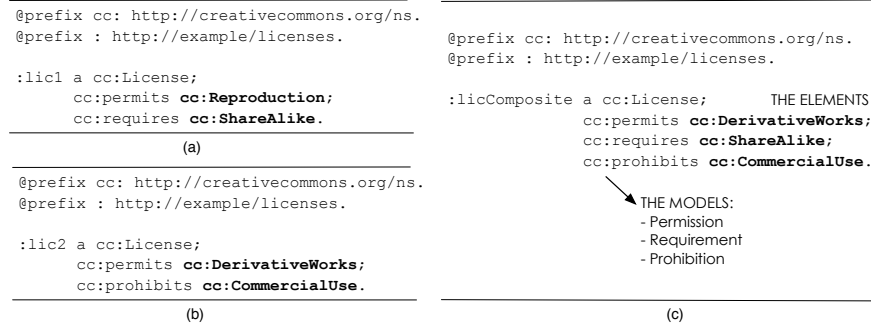 @prefix cc: http://creativecommons.org/ns.
@prefix : http://example/licenses.
:lic1 a cc:License;
cc:permits cc:Reproduction;
cc:requires cc:ShareAlike.
(a)
@prefix cc: http://creativecommons.org/ns.
@prefix : http://example/licenses.
:lic2 a cc:License;
cc:permits cc:DerivativeWorks;
cc:prohibits cc:CommercialUse.
(b)
@prefix cc: http://creativecommons.org/ns.
@prefix : http://example/licenses.
:licComposite a cc:License; THE ELEMENTS
cc:permits cc:DerivativeWorks;
cc:requires cc:ShareAlike;
cc:prohibits cc:CommercialUse.
THE MODELS:
- Permission
- Requirement
- Prohibition
(c)